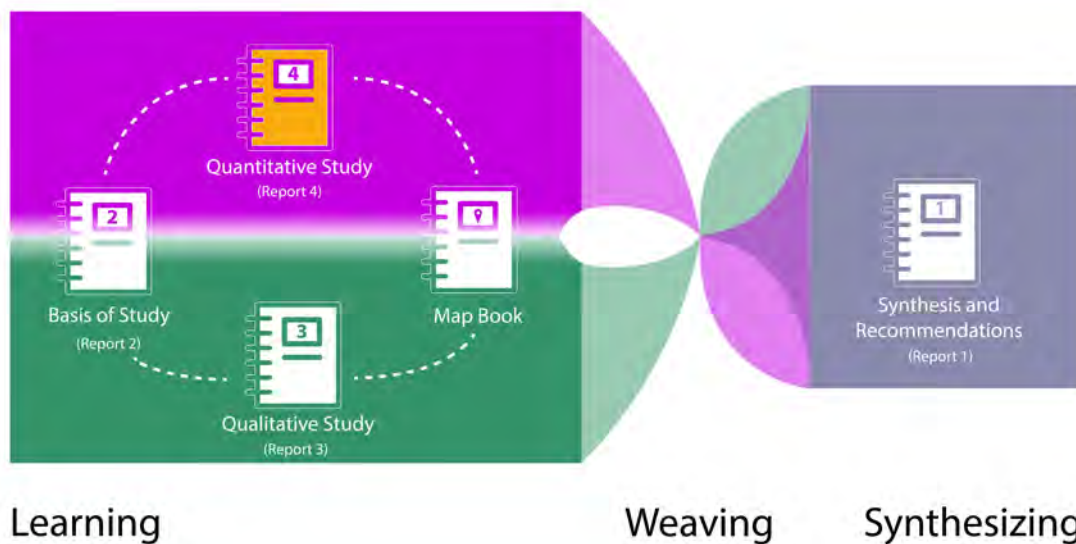 4
Quantitative Study
(Report 4)
2
Basis of Study
(Report 2)
Map Book
3
Qualitative Study
(Report 3)
1
Synthesis and
Recommendations
(Report 1)
Learning
Weaving
Synthesizing